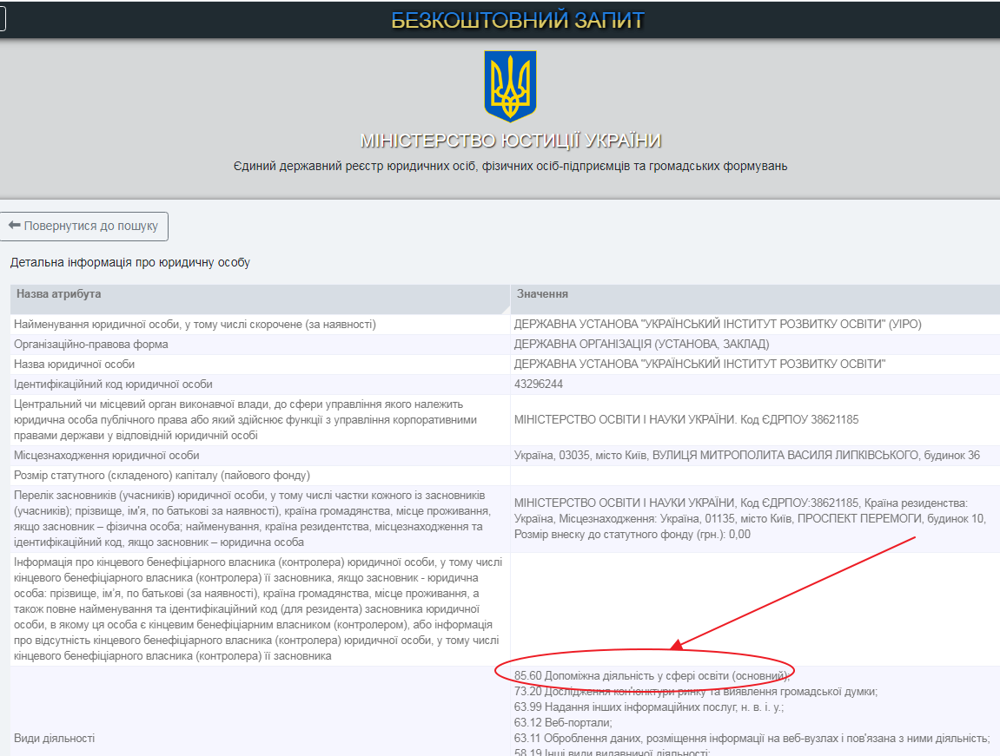 БЕЗКОШТОВНИЙ ЗАПИТ
МІНІСТЕРСТВО ЮСТИЦІЇ УКРАЇНИ
Єдиний державний реєстр юридичних осіб, фізичних осіб-підприємців та громадських формувань
Повернутися до пошуку
Детальна інформація про юридичну особу
Назва атрибута
Значення
Найменування юридичної особи, у тому числі скорочене (за наявності)
ДЕРЖАВНА УСТАНОВА "УКРАЇНСЬКИЙ ІНСТИТУТ РОЗВИТКУ ОСВІТИ" (УІРО)
Організаційно-правова форма
ДЕРЖАВНА ОРГАНІЗАЦІЯ (УСТАНОВА, ЗАКЛАД)
Назва юридичної особи
ДЕРЖАВНА УСТАНОВА "УКРАЇНСЬКИЙ ІНСТИТУТ РОЗВИТКУ ОСВІТИ"
Ідентифікаційний код юридичної особи
43296244
Центральний чи місцевий орган виконавчої влади, до сфери управління якого належить
юридична особа публічного права або який здійснює функції з управління корпоративними
правами держави у відповідній юридичній особі
МІНІСТЕРСТВО ОСВІТИ І НАУКИ УКРАЇНИ. Код ЄДРПОУ 38621185
Місцезнаходження юридичної особи
Україна, 03035, місто Київ, ВУЛИЦЯ МИТРОПОЛИТА ВАСИЛЯ ЛИПКІВСЬКОГО, будинок 36
Розмір статутного (складеного) капіталу (пайового фонду)
Перелік засновників (учасників) юридичної особи, у тому числі частки кожного із засновників
(учасників); прізвище, ім'я, по батькові за наявності), країна громадянства, місце проживання,
якщо засновник – фізична особа; найменування, країна резидентства, місцезнаходження та
ідентифікаційний код, якщо засновник – юридична особа
МІНІСТЕРСТВО ОСВІТИ І НАУКИ УКРАЇНИ, Код ЄДРПОУ:38621185, Країна резиденства:
Україна, Місцезнаходження: Україна, 01135, місто Київ, ПРОСПЕКТ ПЕРЕМОГИ, будинок 10,
Розмір внеску до статутного фонду (грн.): 0,00
Інформація про кінцевого бенефіціарного власника (контролера) юридичної особи, у тому числі
кінцевого бенефіціарного власника (контролера) її засновника, якщо засновник - юридична
особа: прізвище, ім'я, по батькові (за наявності), країна громадянства, місце проживання, а
також повне найменування та ідентифікаційний код (для резидента) засновника юридичної
особи, в якому ця особа є кінцевим бенефіціарним власником (контролером), або інформація
про відсутність кінцевого бенефіціарного власника (контролера) юридичної особи, у тому числі
кінцевого бенефіціарного власника (контролера) її засновника
Види діяльності
85.60 Допоміжна діяльність у сфері освіти (основний);
73.20 Дослідження кон'юнктури ринку та виявлення громадської думки;
63.99 Надання інших інформаційних послуг, н. в. і. у.;
63.12 Веб-портали;
63.11 Оброблення даних, розміщення інформації на веб-вузлах і пов'язана з ними діяльність;
58.19 Інші види видавничої діяльності;